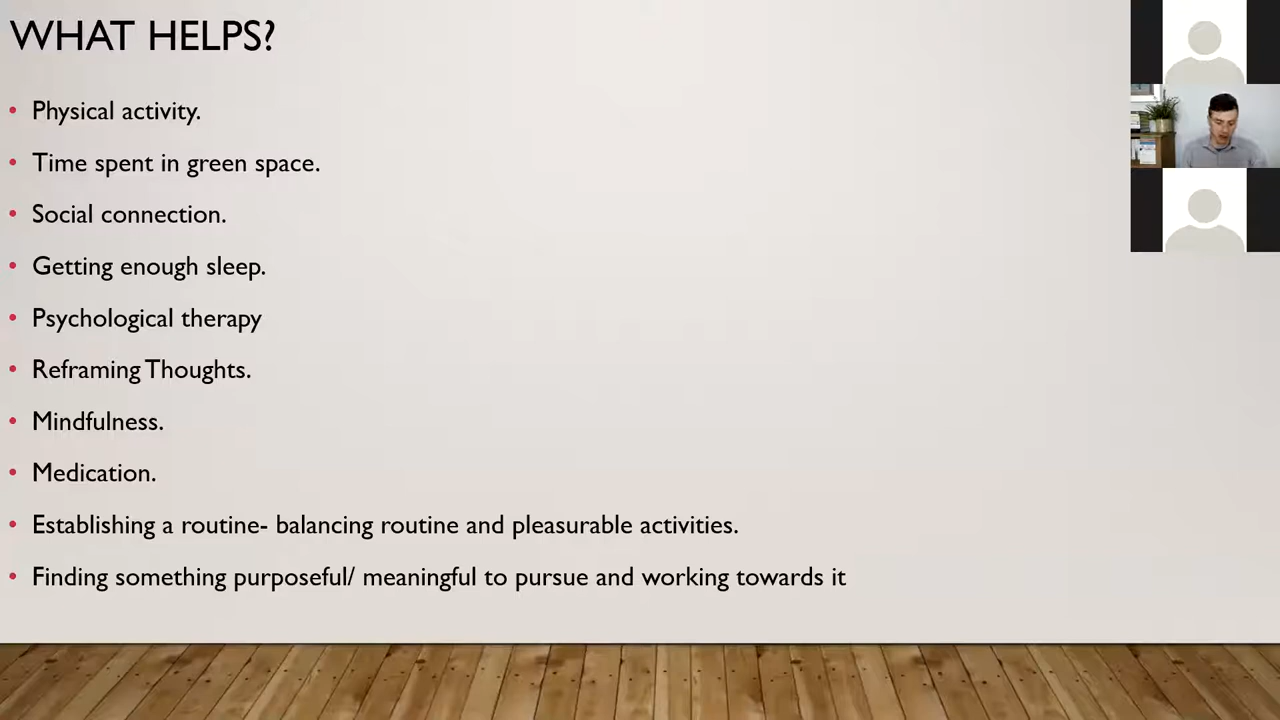 WHAT HELPS?
Physical activity.
Time spent in green space.
Social connection.
Getting enough sleep.
Psychological therapy
Reframing Thoughts.
Mindfulness.
Medication.
Establishing a routine- balancing routine and pleasurable activities.
Finding something purposeful/ meaningful to pursue and working towards it